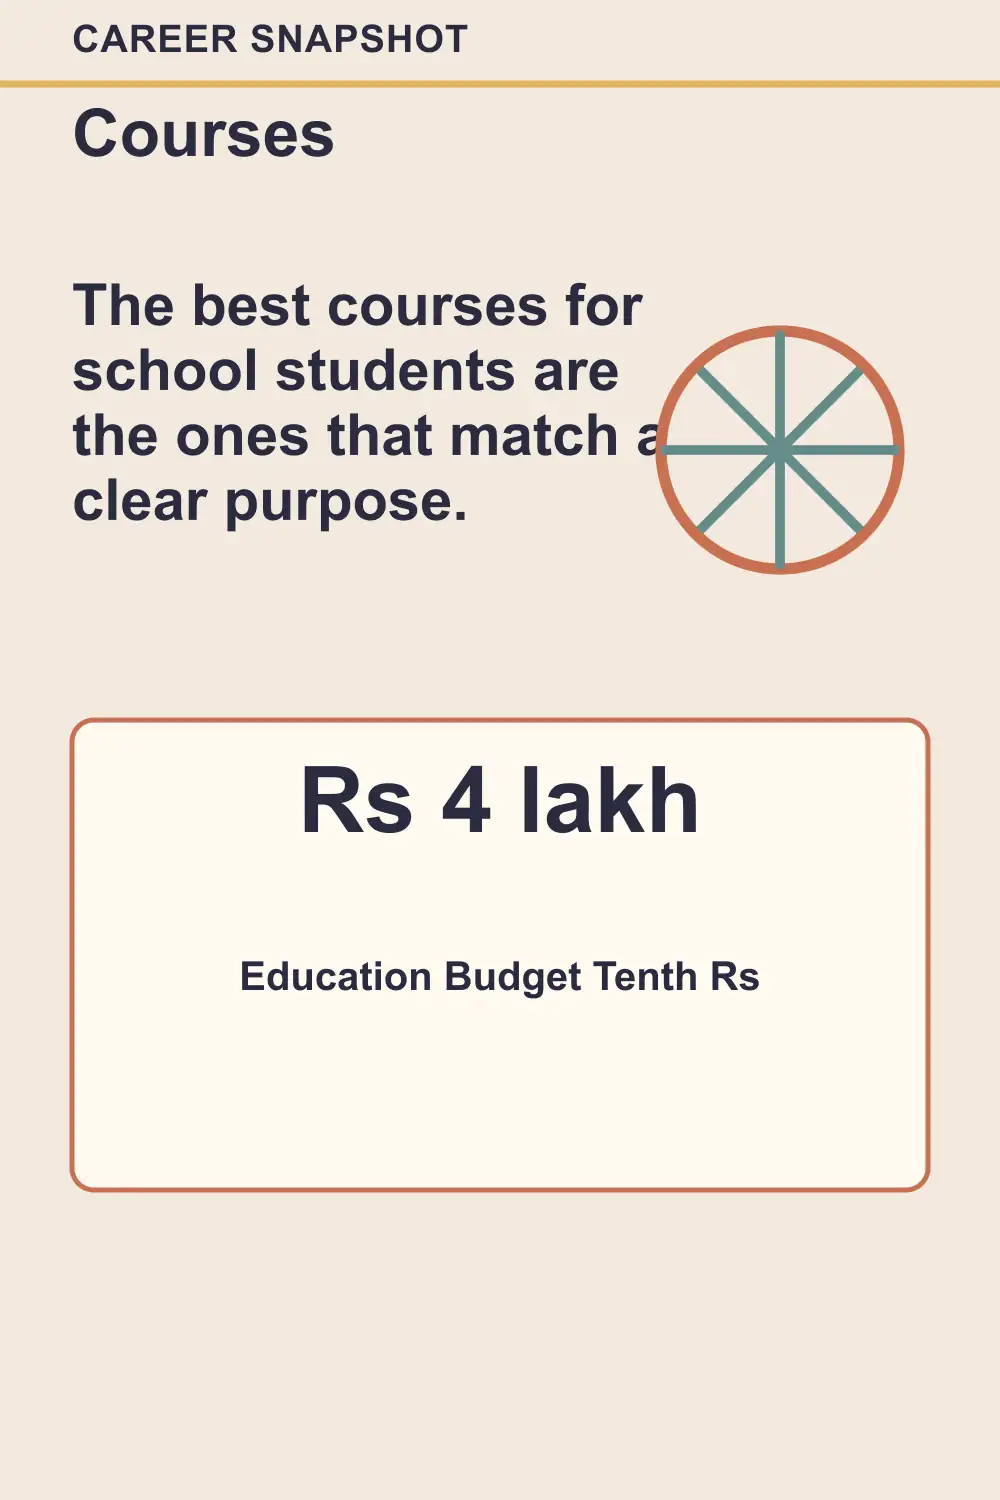 CAREER SNAPSHOT
Courses
The best courses for
school students are
the ones that match a
clear purpose.
Rs 4 lakh
Education Budget Tenth Rs